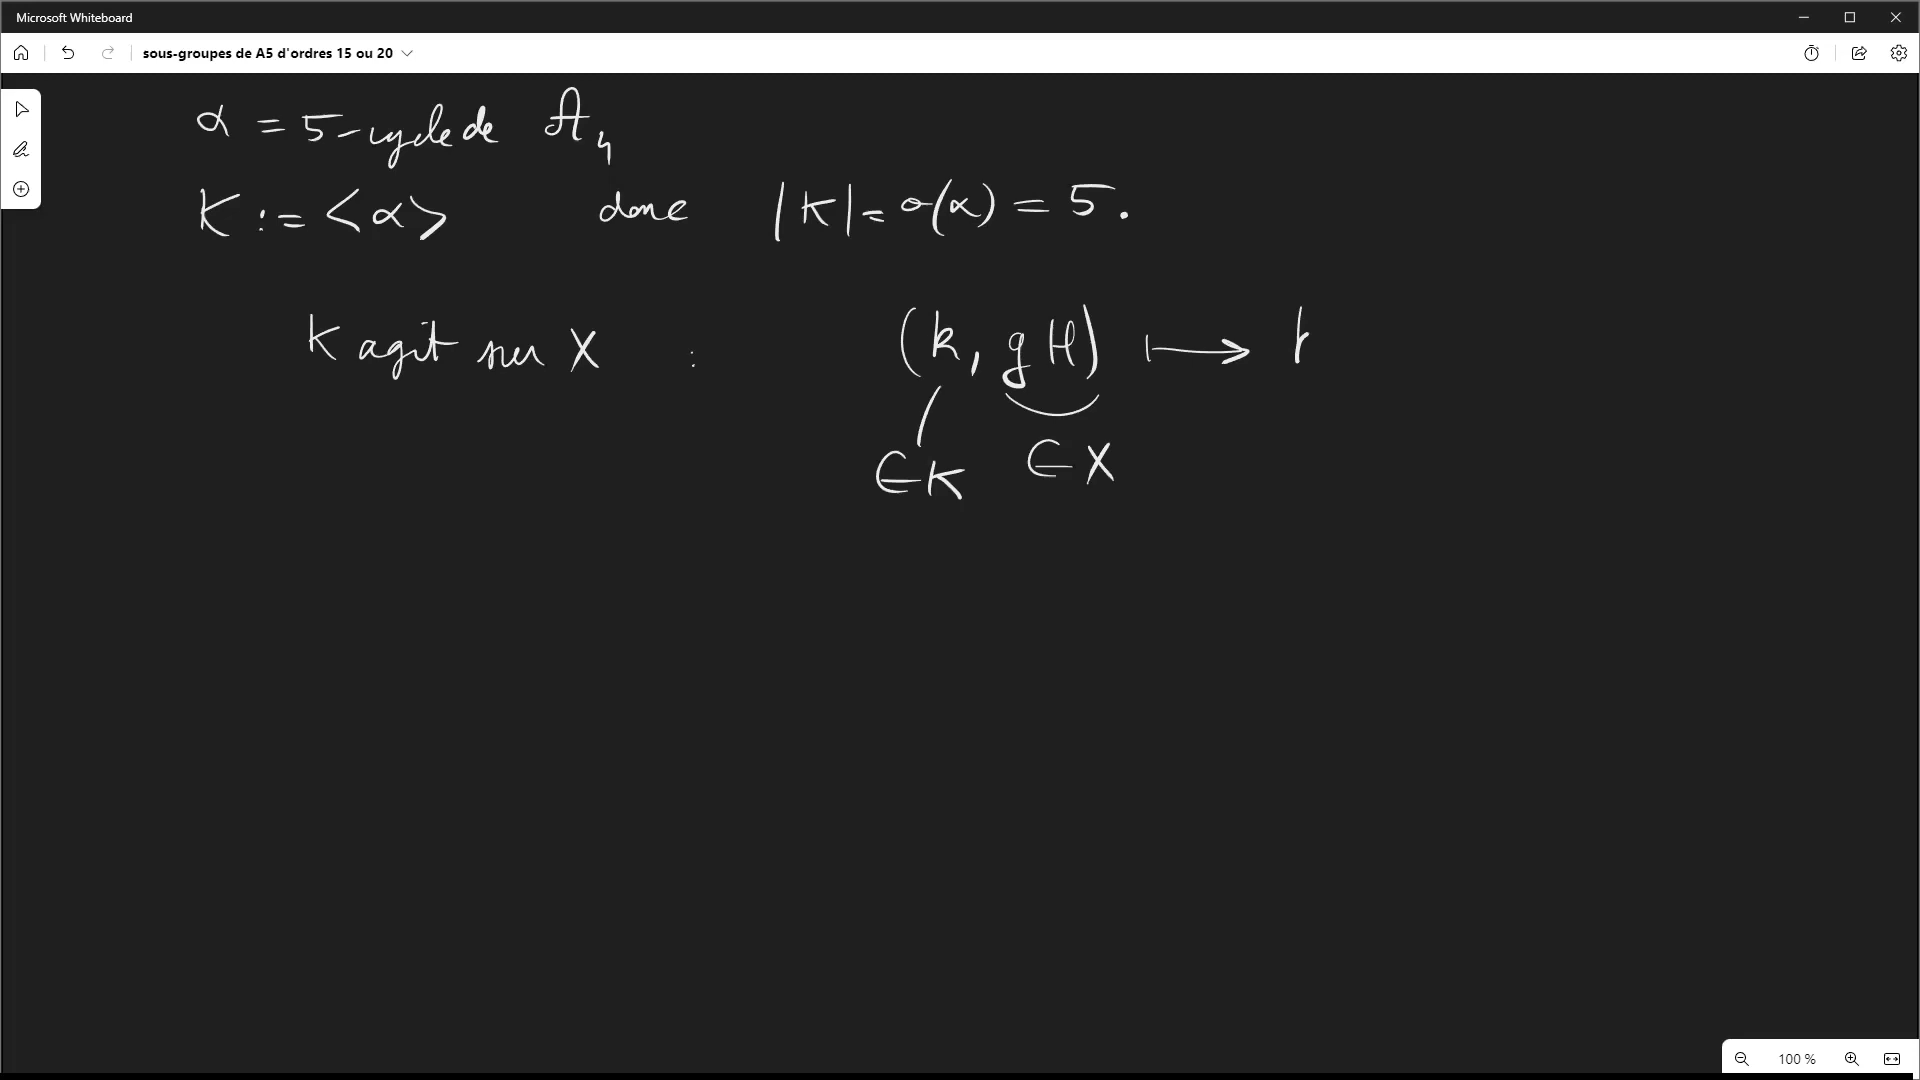 Microsoft Whiteboard
sous-groupes de A5 d'ordres 15 ou 20
α = 5-cycle de A₄
K := <α> donc |K| = o(α) = 5.
K agit sur X : (k, gH) ⟼ k
∈K ∈X
100 %